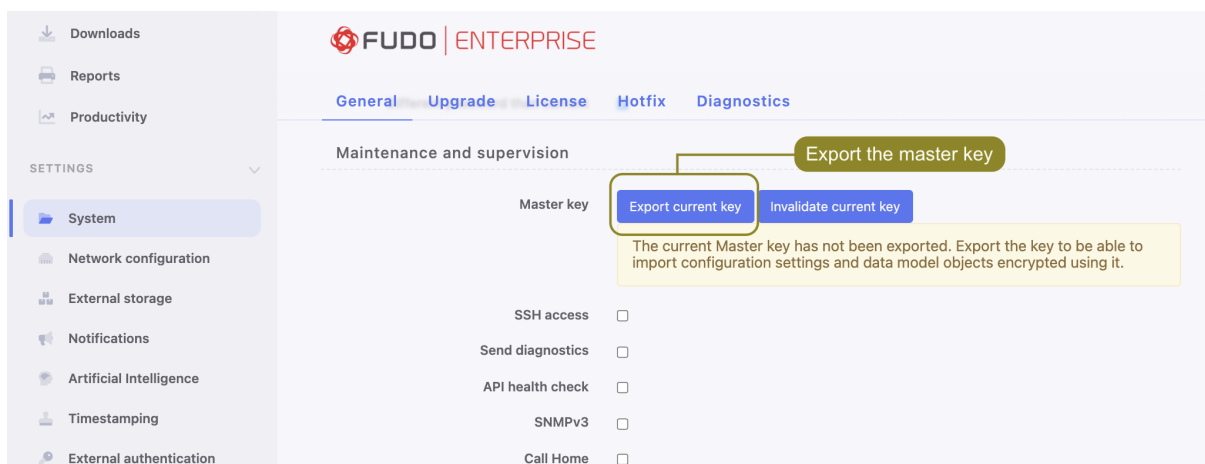 Downloads
Reports
Productivity
SETTINGS
System
Network configuration
External storage
Notifications
Artificial Intelligence
Timestamping
External authentication
FUDO | ENTERPRISE
General Upgrade License Hotfix Diagnostics
Maintenance and supervision
Export the master key
Master key Export current key Invalidate current key
The current Master key has not been exported. Export the key to be able to
import configuration settings and data model objects encrypted using it.
SSH access
Send diagnostics
API health check
SNMPv3
Call Home